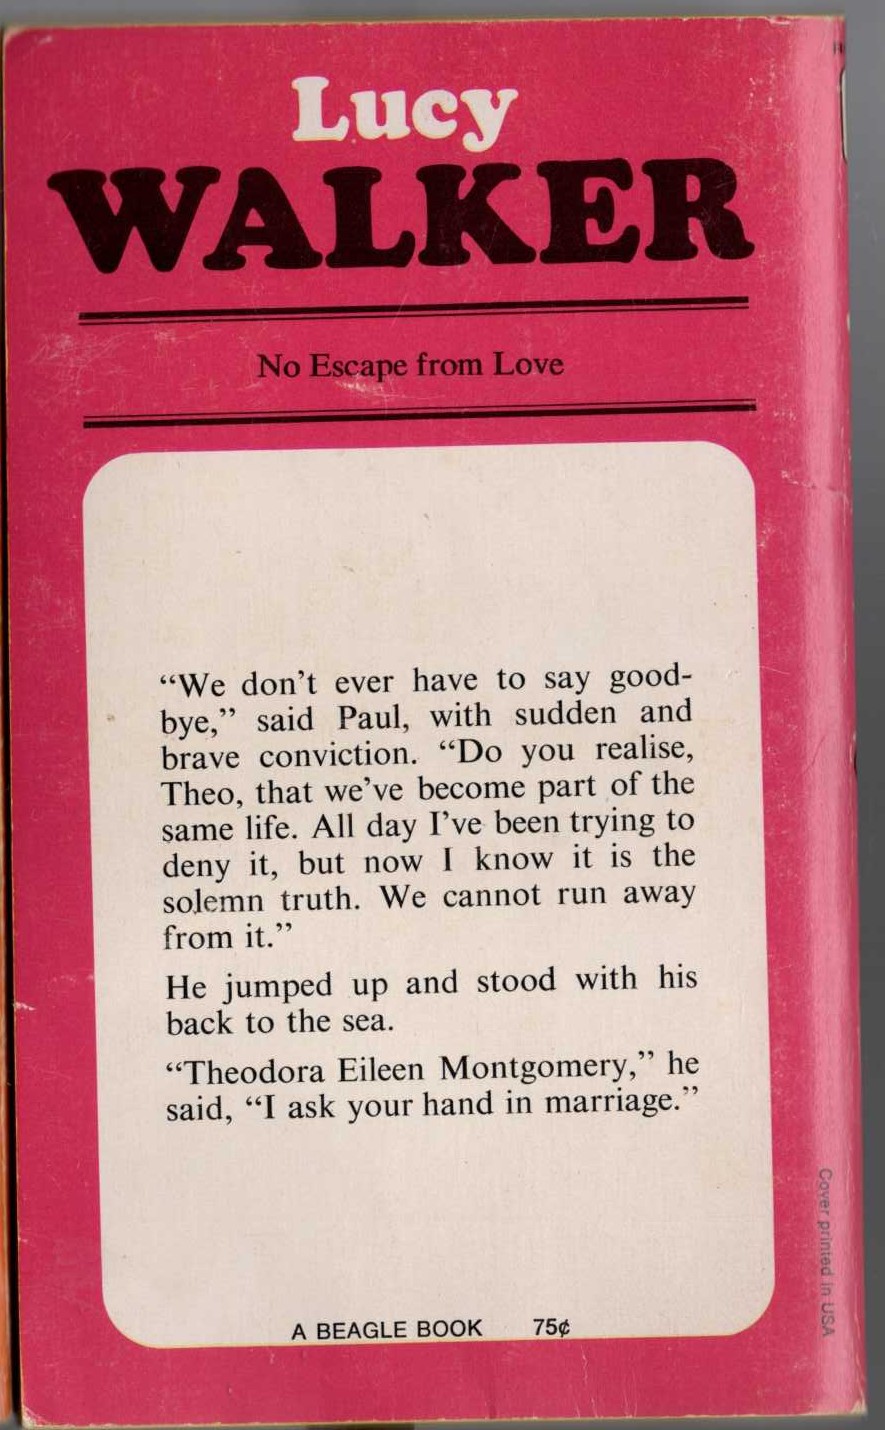 Lucy
WALKER
No Escape from Love
“We don’t ever have to say good-
bye,” said Paul, with sudden and
brave conviction. “Do you realise,
Theo, that we’ve become part of the
same life. All day I’ve been trying to
deny it, but now I know it is the
solemn truth. We cannot run away
from it.”
He jumped up and stood with his
back to the sea.
“Theodora Eileen Montgomery,” he
said, “I ask your hand in marriage.”
A BEAGLE BOOK 75¢
Cover printed in USA